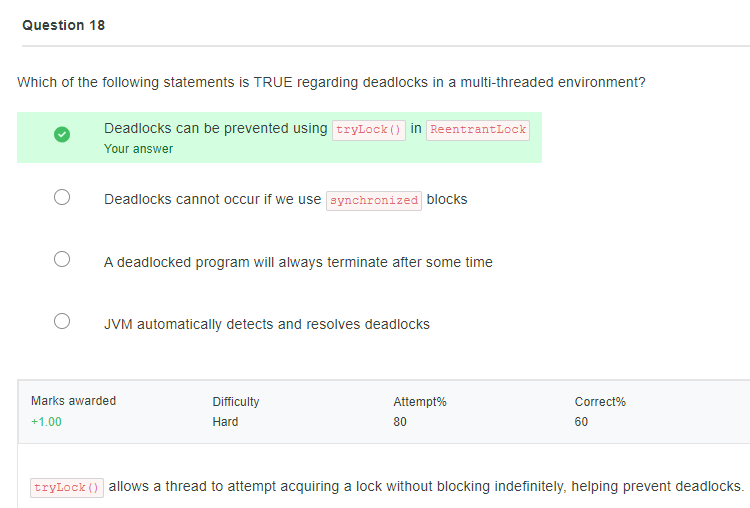 Question 18
Which of the following statements is TRUE regarding deadlocks in a multi-threaded environment?
Deadlocks can be prevented using tryLock() in ReentrantLock
Your answer
Deadlocks cannot occur if we use synchronized blocks
A deadlocked program will always terminate after some time
JVM automatically detects and resolves deadlocks
Marks awarded Difficulty Attempt% Correct%
+1.00 Hard 80 60
tryLock() allows a thread to attempt acquiring a lock without blocking indefinitely, helping prevent deadlocks.